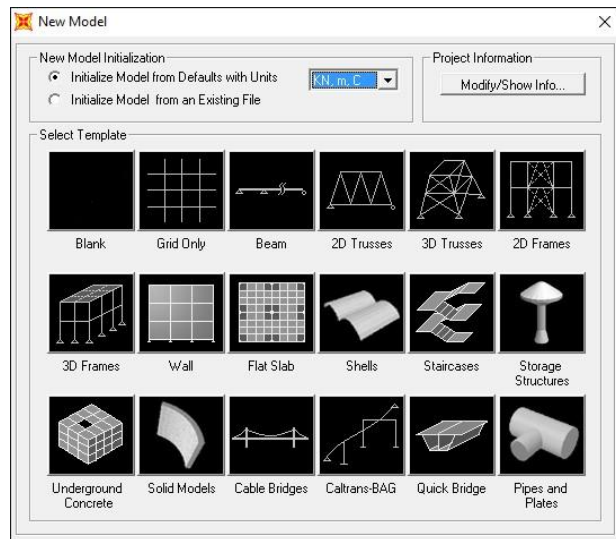 New Model
New Model Initialization
Initialize Model from Defaults with Units
KN, m, C
Initialize Model from an Existing File
Project Information
Modify/Show Info...
Select Template
Blank
Grid Only
Beam
2D Trusses
3D Trusses
2D Frames
3D Frames
Wall
Flat Slab
Shells
Staircases
Storage
Structures
Underground
Concrete
Solid Models
Cable Bridges
Caltrans-BAG
Quick Bridge
Pipes and
Plates